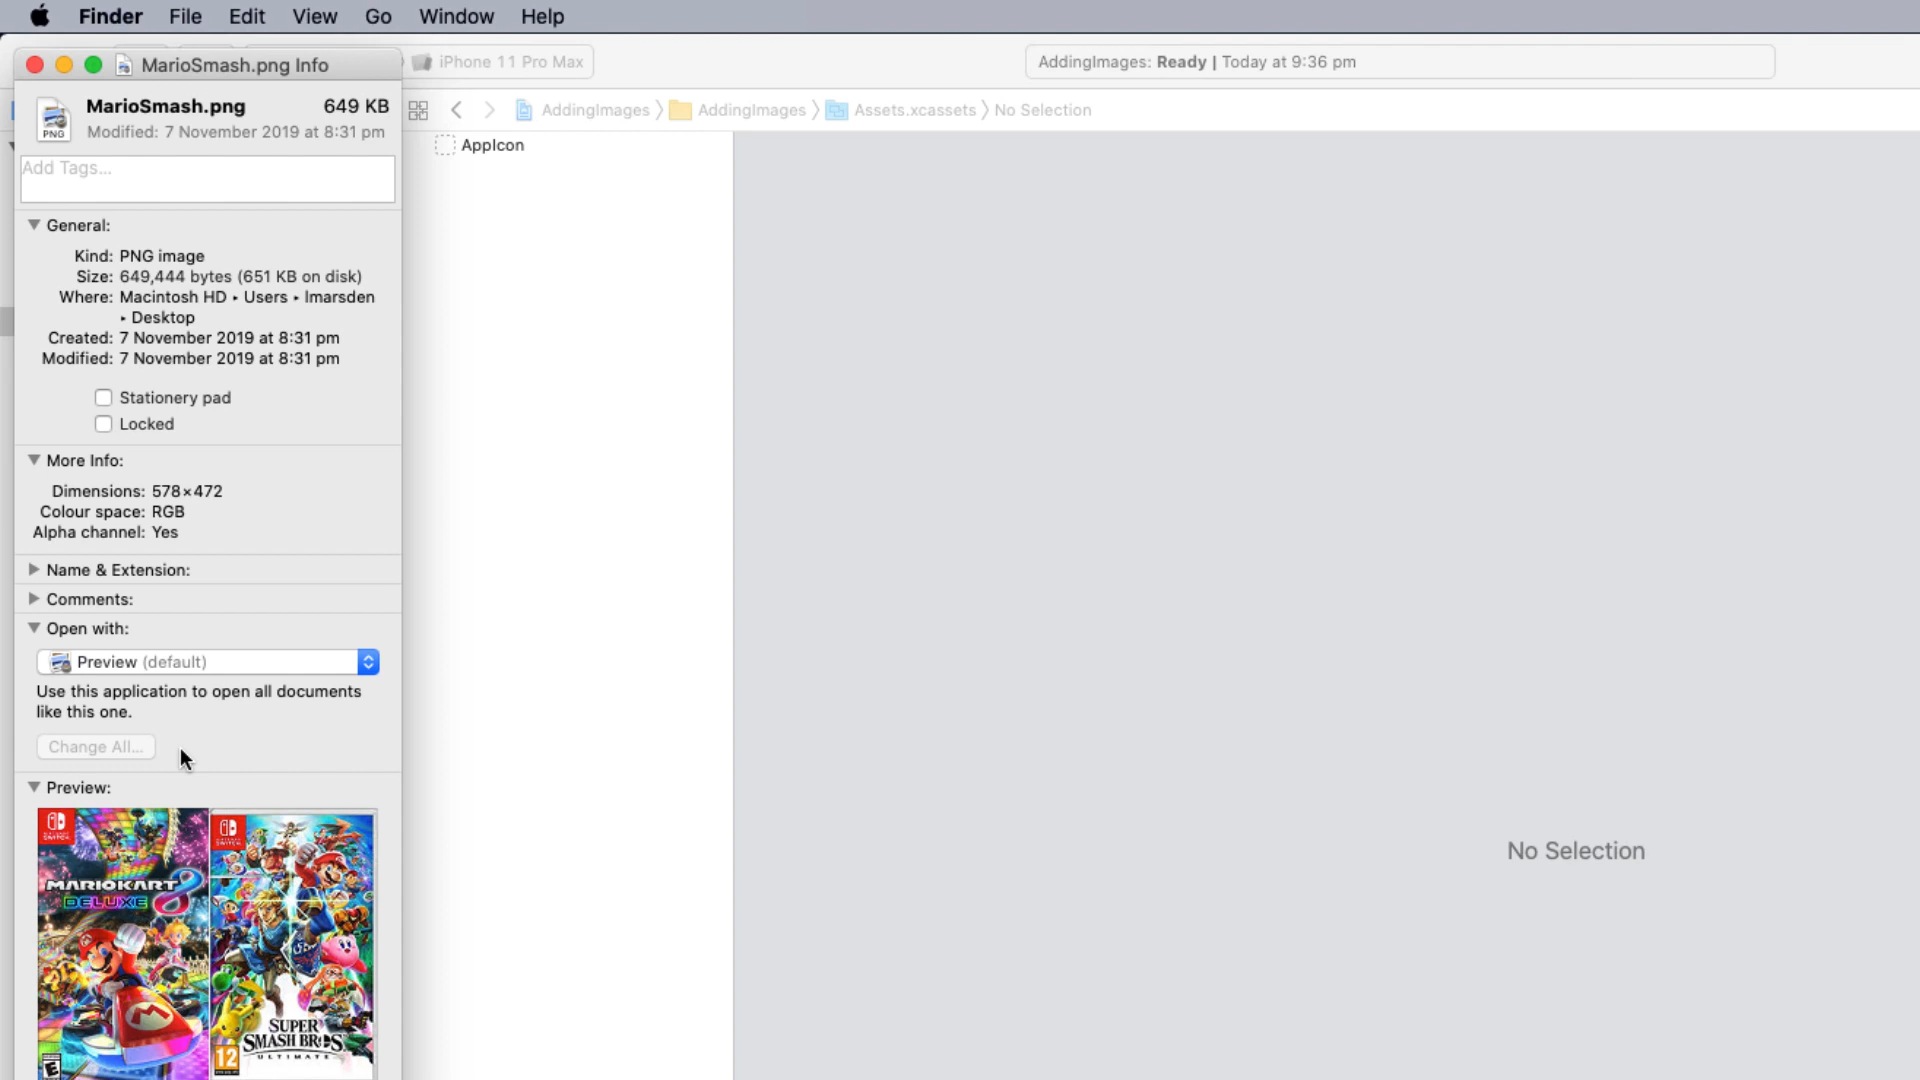 Finder File Edit View Go Window Help
MarioSmash.png Info
iPhone 11 Pro Max
AddingImages: Ready | Today at 9:36 pm
MarioSmash.png 649 KB
Modified: 7 November 2019 at 8:31 pm
PNG
AddingImages AddingImages Assets.xcassets No Selection
AppIcon
Add Tags...
General:
Kind: PNG image
Size: 649,444 bytes (651 KB on disk)
Where: Macintosh HD ▸ Users ▸ lmarsden
▸ Desktop
Created: 7 November 2019 at 8:31 pm
Modified: 7 November 2019 at 8:31 pm
Stationery pad
Locked
More Info:
Dimensions: 578×472
Colour space: RGB
Alpha channel: Yes
Name & Extension:
Comments:
Open with:
Preview (default)
Use this application to open all documents
like this one.
Change All...
Preview:
SWITCH
SWITCH
MARIOKART 8
DELUXE
SUPER
SMASH BROS.
ULTIMATE
E
12
No Selection